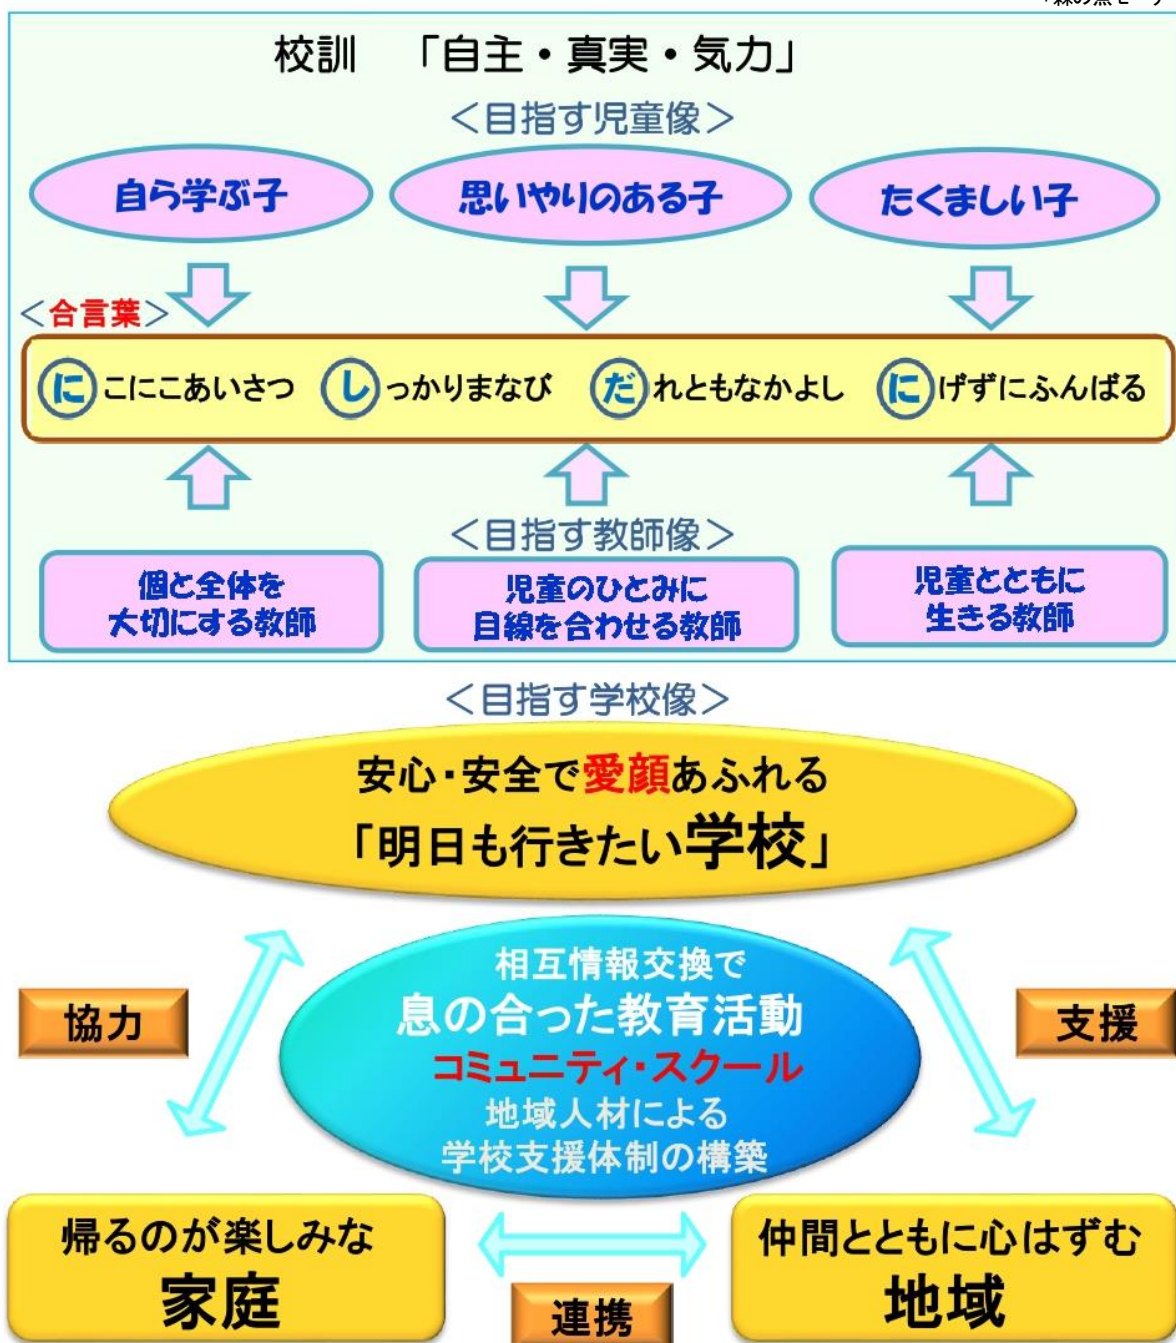 校訓 「自主・真実・気力」
＜目指す児童像＞
自ら学ぶ子
思いやりのある子
たくましい子
＜合言葉＞
にこにこあいさつ しっかりまなび だれともなかよし にげずにふんばる
＜目指す教師像＞
個と全体を
大切にする教師
児童のひとみに
目線を合わせる教師
児童とともに
生きる教師
＜目指す学校像＞
安心・安全で愛顔あふれる
「明日も行きたい学校」
相互情報交換で
息の合った教育活動
コミュニティ・スクール
地域人材による
学校支援体制の構築
協力
支援
帰るのが楽しみな
家庭
連携
仲間とともに心はずむ
地域